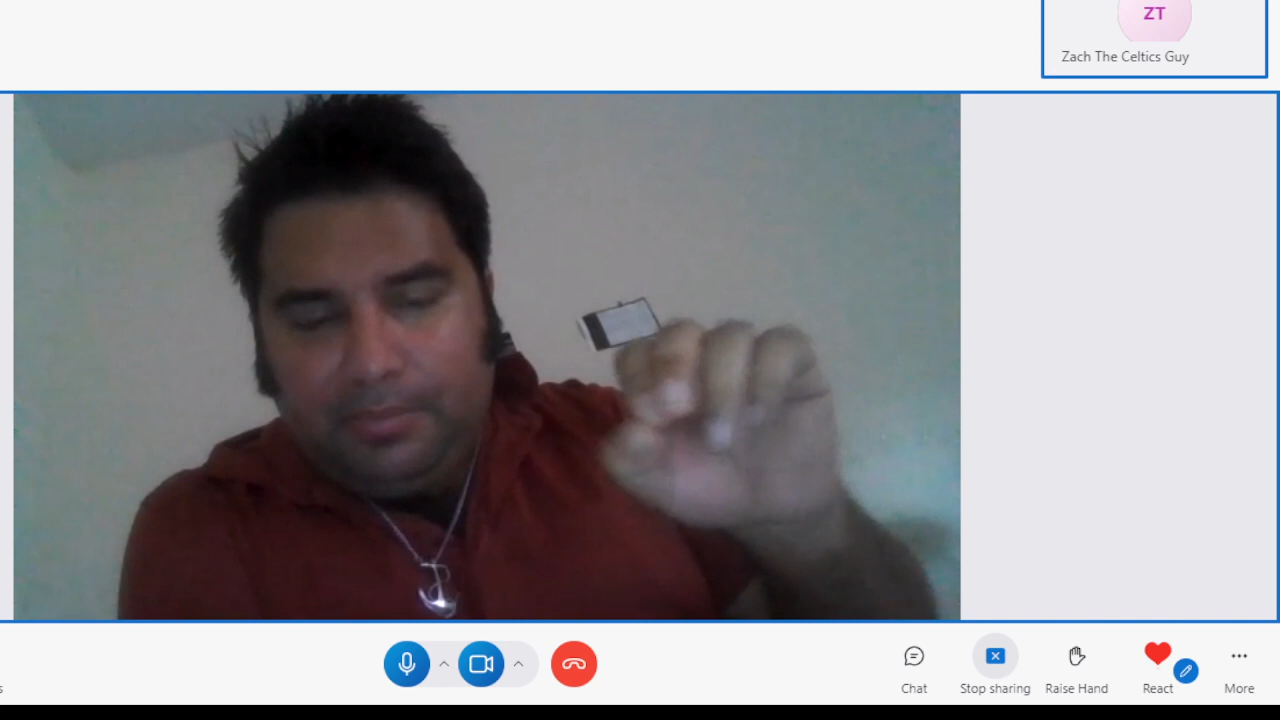 ZT
Zach The Celtics Guy
s
Chat
Stop sharing
Raise Hand
React
More